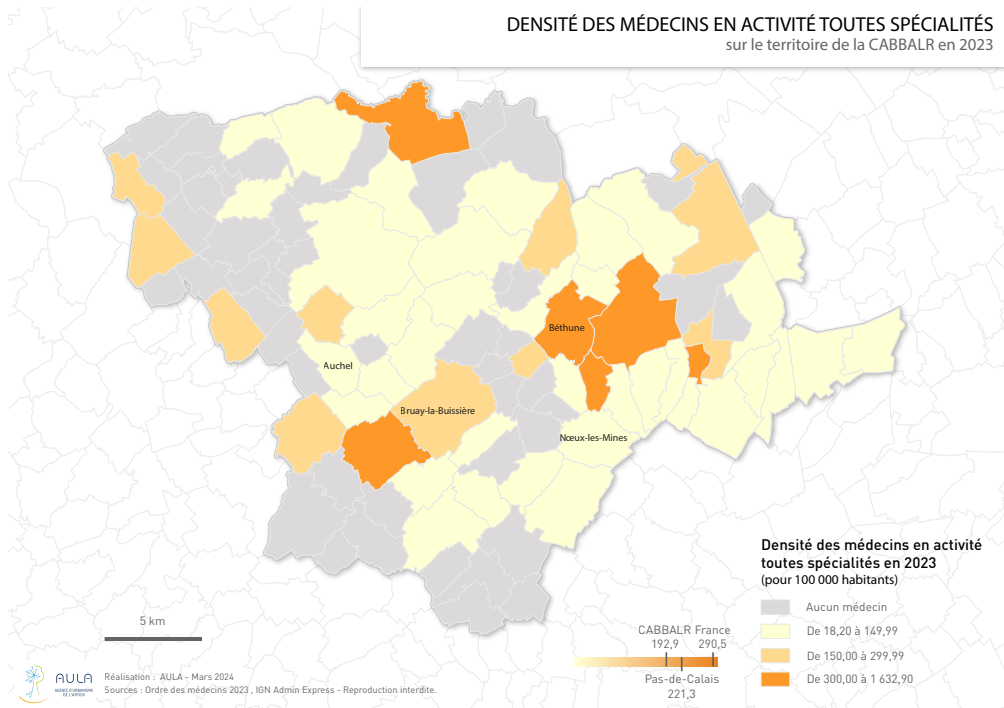 DENSITÉ DES MÉDECINS EN ACTIVITÉ TOUTES SPÉCIALITÉS
sur le territoire de la CABBALR en 2023
Béthune
Auchel
Bruay-la-Buissière
Nœux-les-Mines
Densité des médecins en activité
toutes spécialités en 2023
(pour 100 000 habitants)
Aucun médecin
De 18,20 à 149,99
De 150,00 à 299,99
De 300,00 à 1 632,90
CABBALR France
192,9 290,5
Pas-de-Calais
221,3
5 km
AULA
AGENCE D'URBANISME
DE L'ARTOIS
Réalisation : AULA - Mars 2024
Sources : Ordre des médecins 2023 , IGN Admin Express - Reproduction interdite.